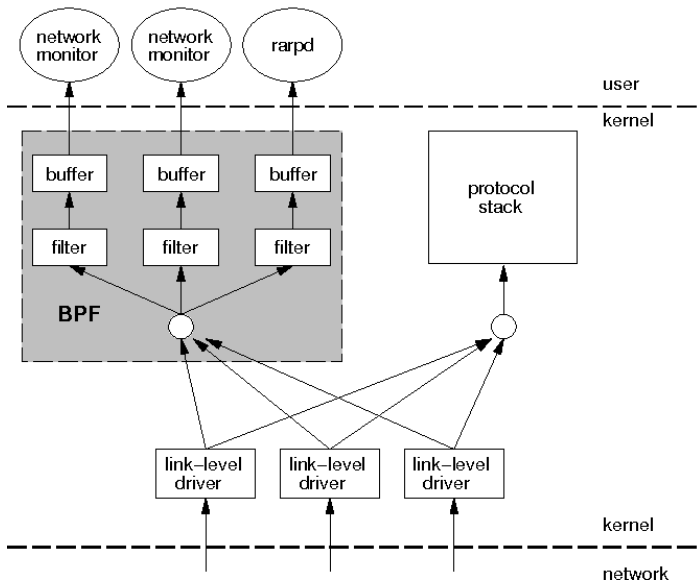 network
monitor
network
monitor
rarpd
user
kernel
buffer
buffer
buffer
protocol
stack
filter
filter
filter
BPF
link-level
driver
link-level
driver
link-level
driver
kernel
network